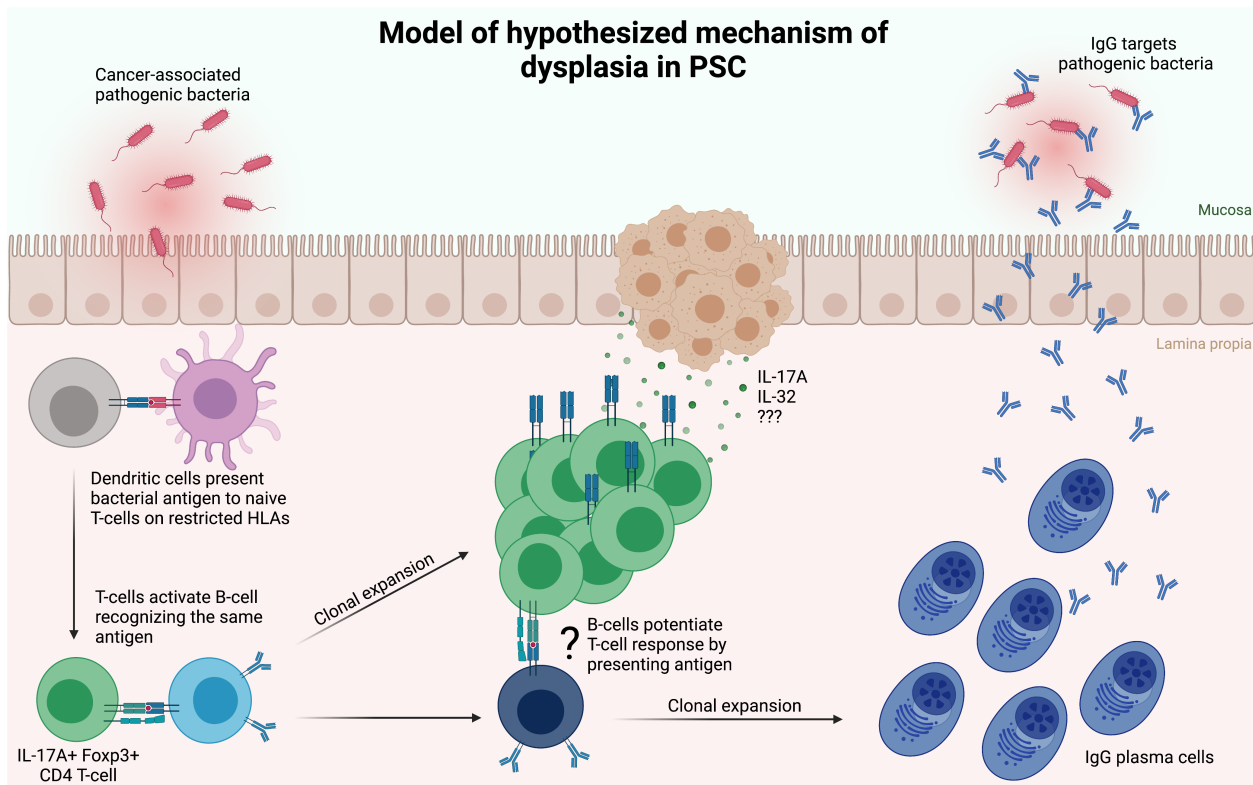 Model of hypothesized mechanism of
dysplasia in PSC
Cancer-associated
pathogenic bacteria
IgG targets
pathogenic bacteria
Mucosa
Lamina propia
IL-17A
IL-32
???
Dendritic cells present
bacterial antigen to naive
T-cells on restricted HLAs
T-cells activate B-cell
recognizing the same
antigen
Clonal expansion
?
B-cells potentiate
T-cell response by
presenting antigen
Clonal expansion
IL-17A+ Foxp3+
CD4 T-cell
IgG plasma cells